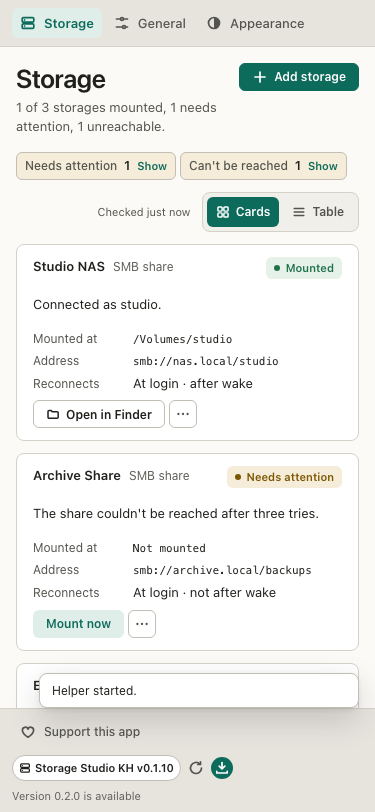 Storage General Appearance
Storage
Add storage
1 of 3 storages mounted, 1 needs
attention, 1 unreachable.
Needs attention 1 Show Can't be reached 1 Show
Checked just now Cards Table
Studio NAS SMB share Mounted
Connected as studio.
Mounted at /Volumes/studio
Address smb://nas.local/studio
Reconnects At login · after wake
Open in Finder ···
Archive Share SMB share Needs attention
The share couldn't be reached after three tries.
Mounted at Not mounted
Address smb://archive.local/backups
Reconnects At login · not after wake
Mount now ···
Helper started.
Support this app
Storage Studio KH v0.1.10
Version 0.2.0 is available